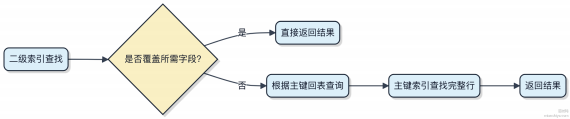 二级索引查找
是否覆盖所需字段?
是
直接返回结果
否
根据主键回表查询
主键索引查找完整行
返回结果